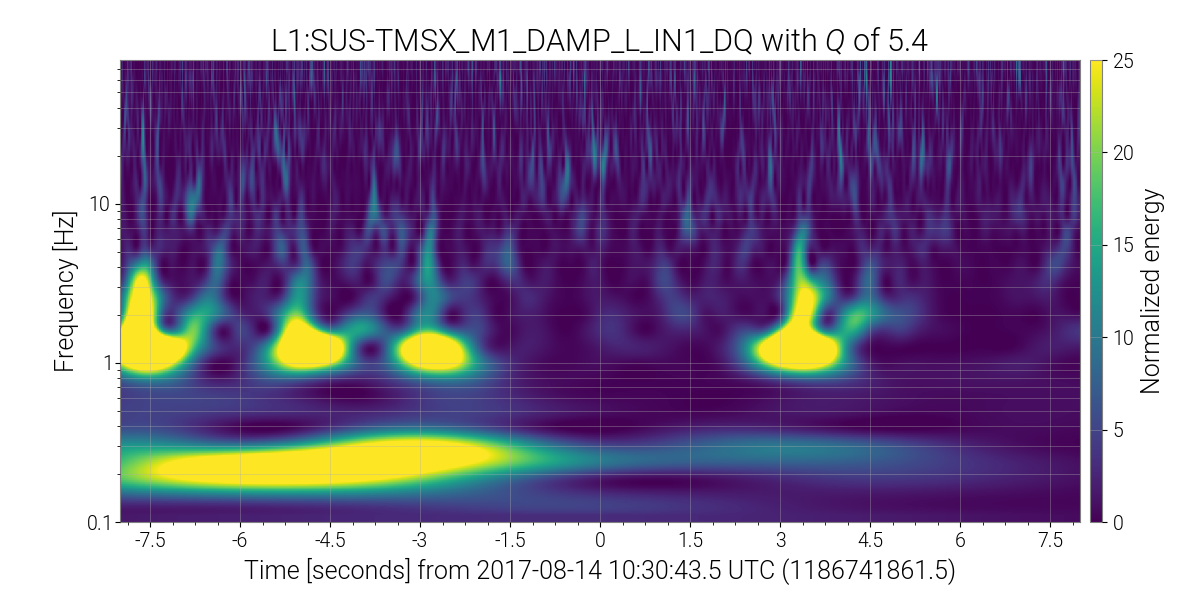 L1:SUS-TMSX_M1_DAMP_L_IN1_DQ with Q of 5.4
Frequency [Hz]
10
1
0.1
-7.5 -6 -4.5 -3 -1.5 0 1.5 3 4.5 6 7.5
Time [seconds] from 2017-08-14 10:30:43.5 UTC (1186741861.5)
25
20
15
10
5
0
Normalized energy